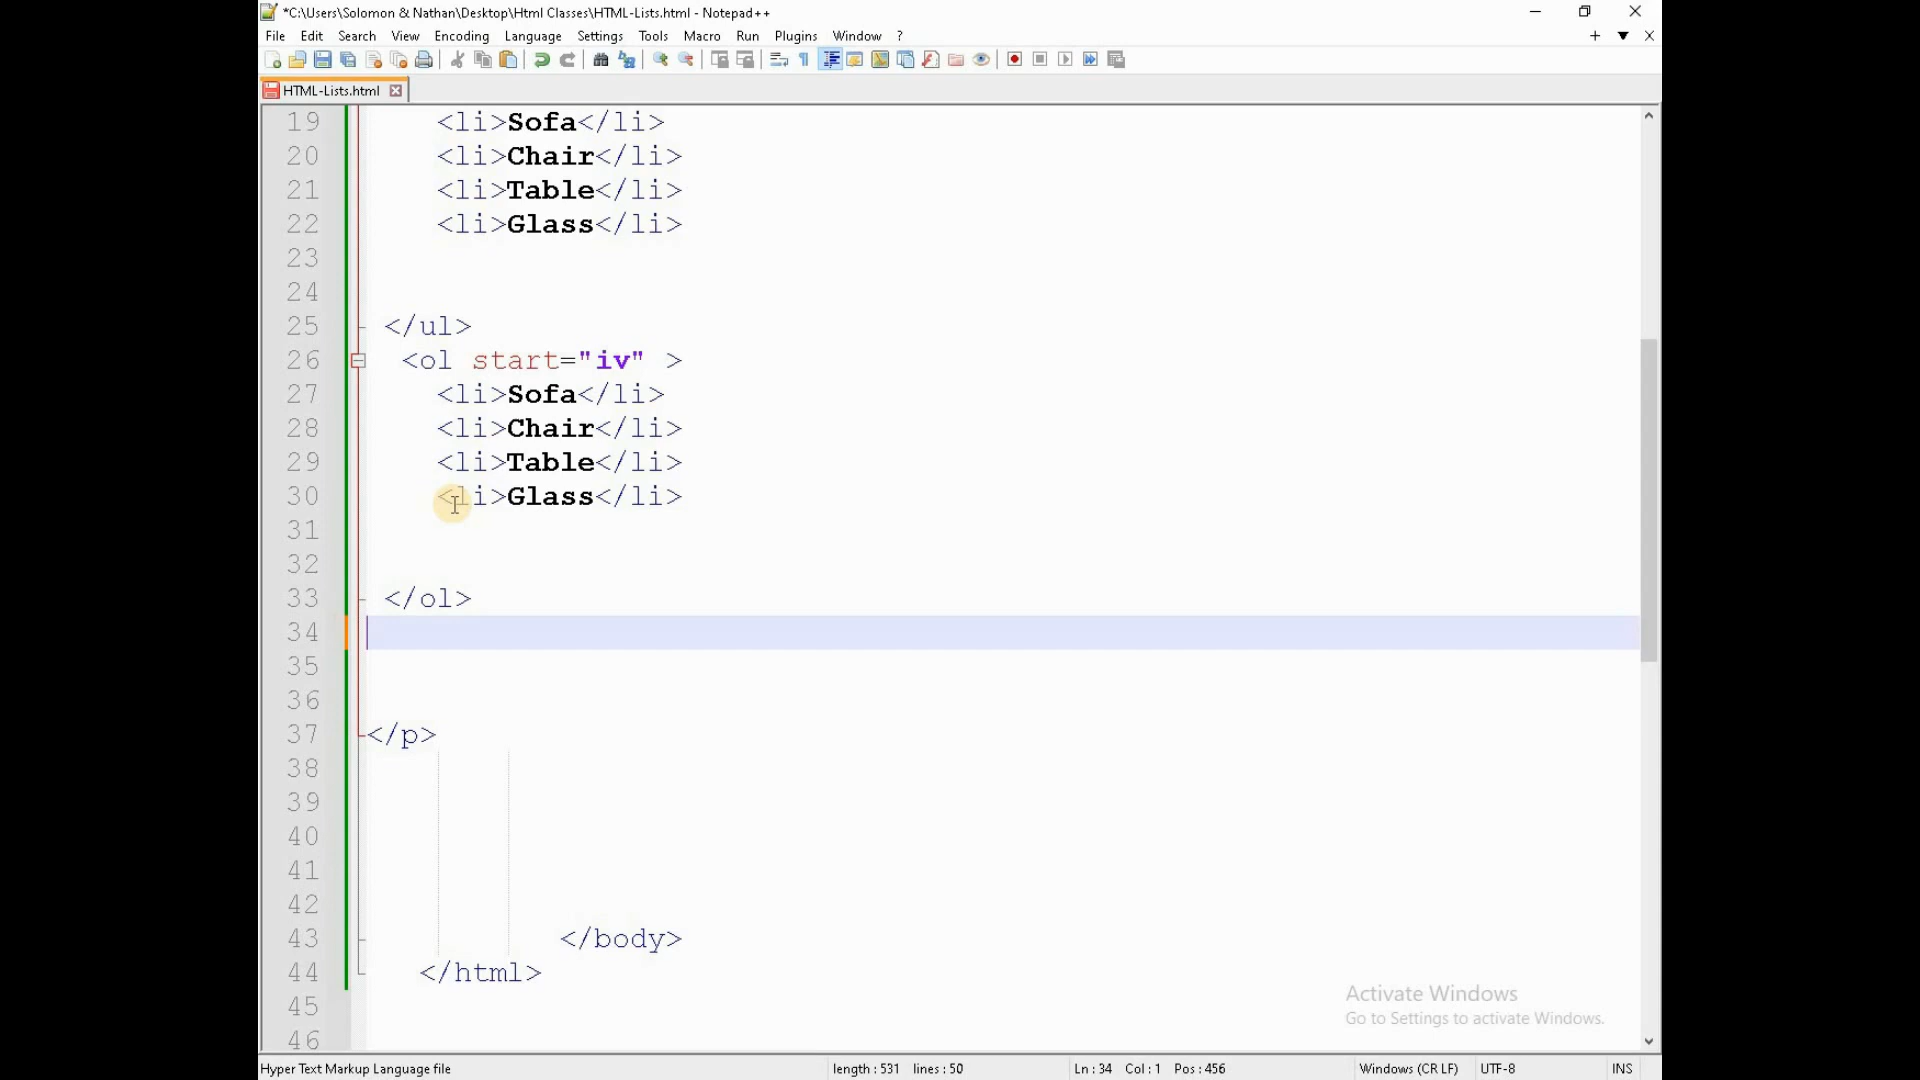 *C:\Users\Solomon & Nathan\Desktop\Html Classes\HTML-Lists.html - Notepad++
File Edit Search View Encoding Language Settings Tools Macro Run Plugins Window ?
HTML-Lists.html
19 <li>Sofa</li>
20 <li>Chair</li>
21 <li>Table</li>
22 <li>Glass</li>
23
24
25 </ul>
26 <ol start="iv" >
27 <li>Sofa</li>
28 <li>Chair</li>
29 <li>Table</li>
30 <li>Glass</li>
31
32
33 </ol>
34
35
36
37 </p>
38
39
40
41
42
43 </body>
44 </html>
45
46
Activate Windows
Go to Settings to activate Windows.
Hyper Text Markup Language file length : 531 lines : 50 Ln : 34 Col : 1 Pos : 456 Windows (CR LF) UTF-8 INS